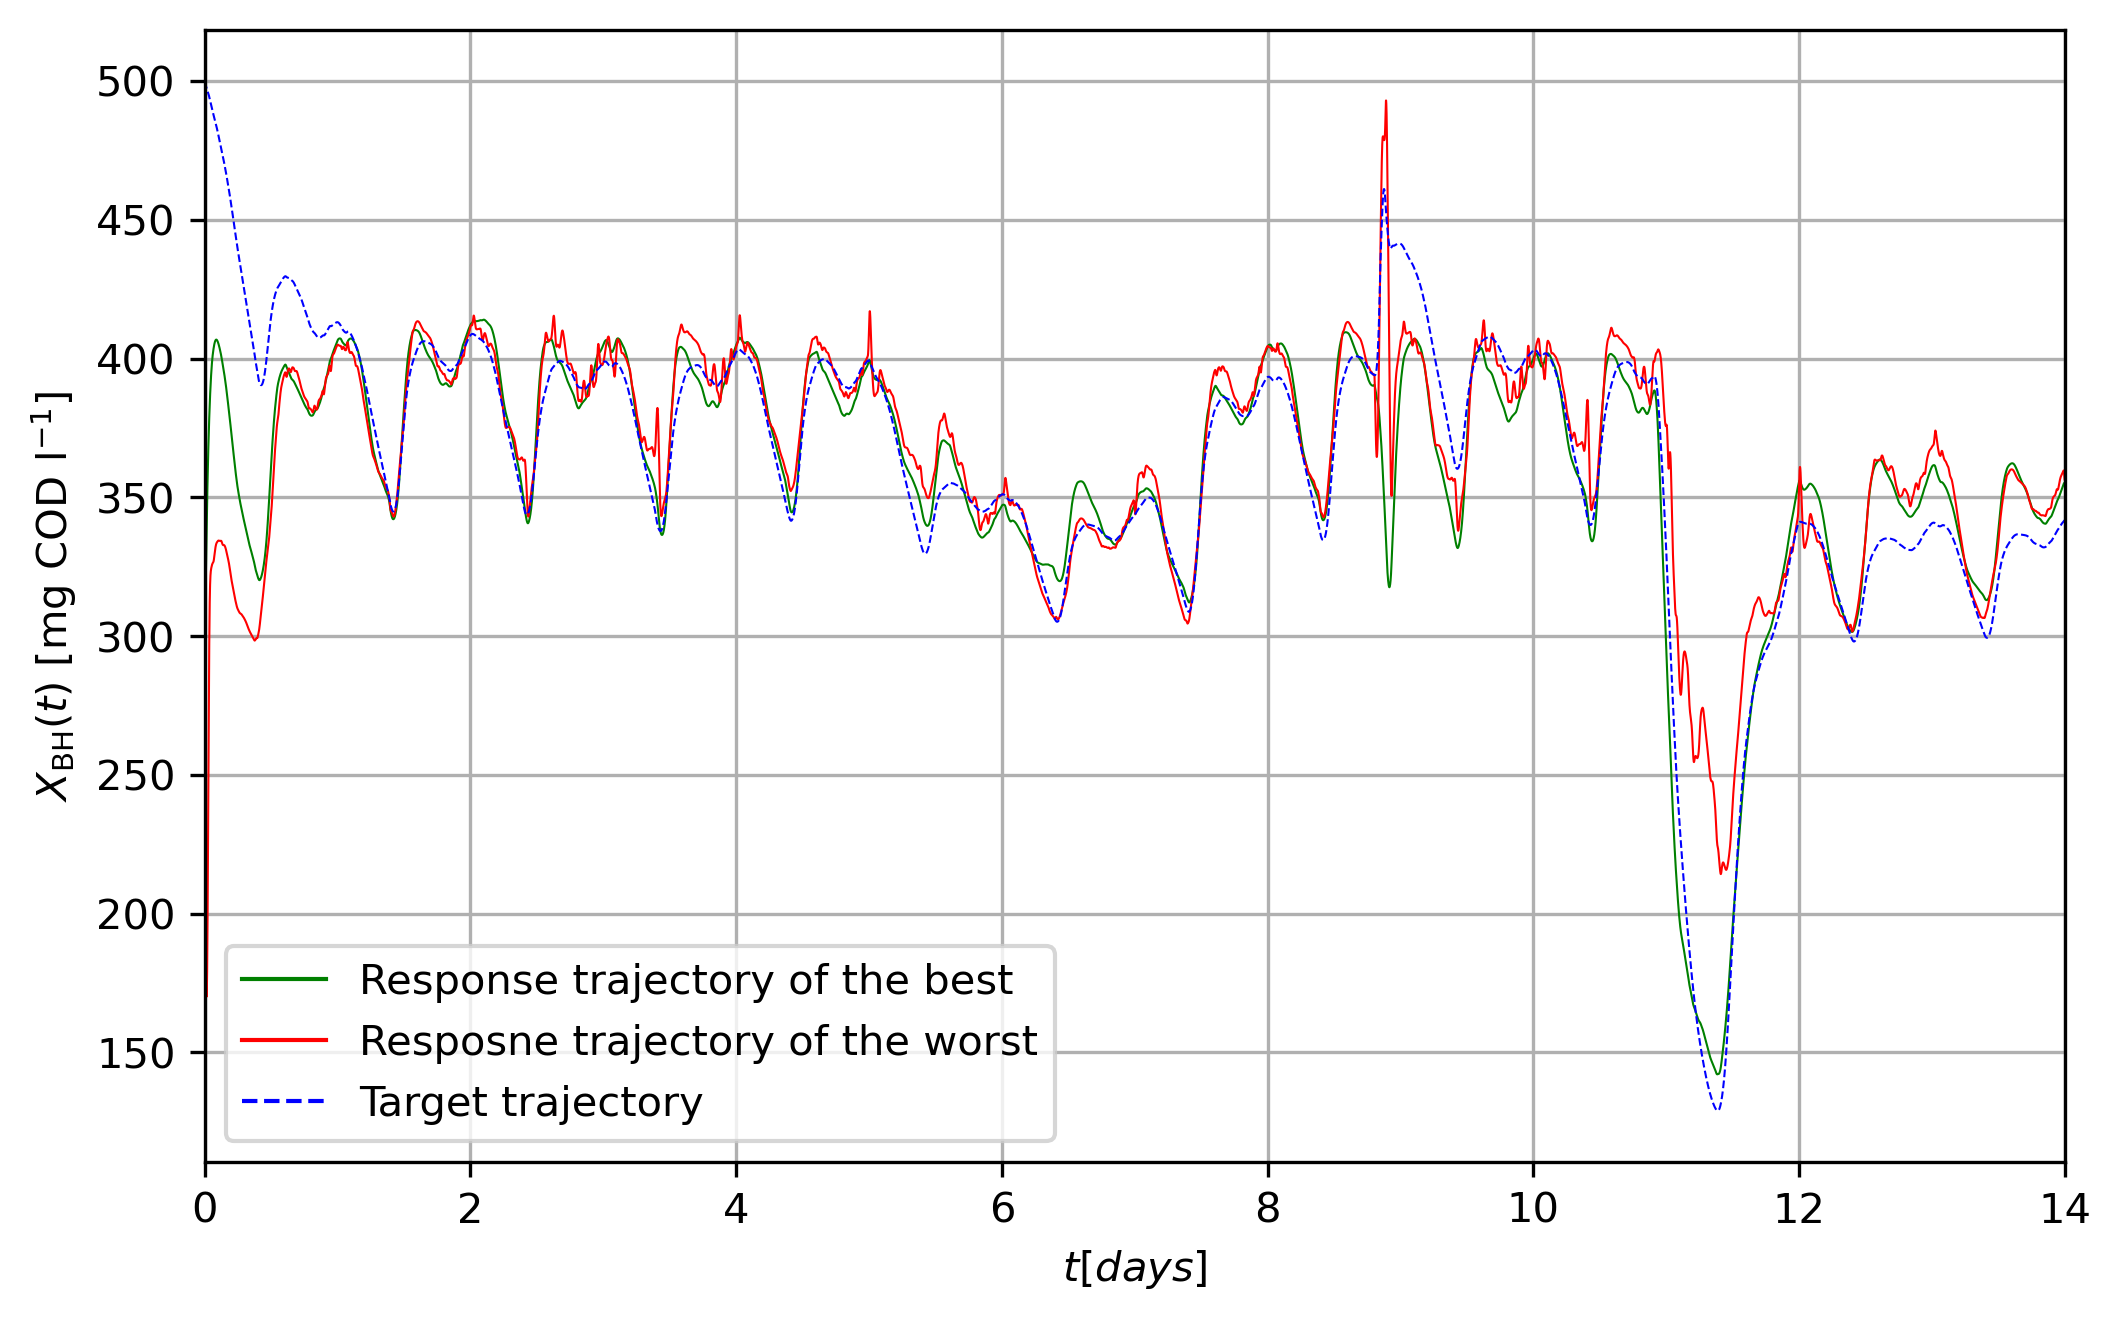 500
450
400
350
300
250
200
150
X_BH(t) [mg COD l⁻¹]
Response trajectory of the best
Resposne trajectory of the worst
Target trajectory
0 2 4 6 8 10 12 14
t[days]